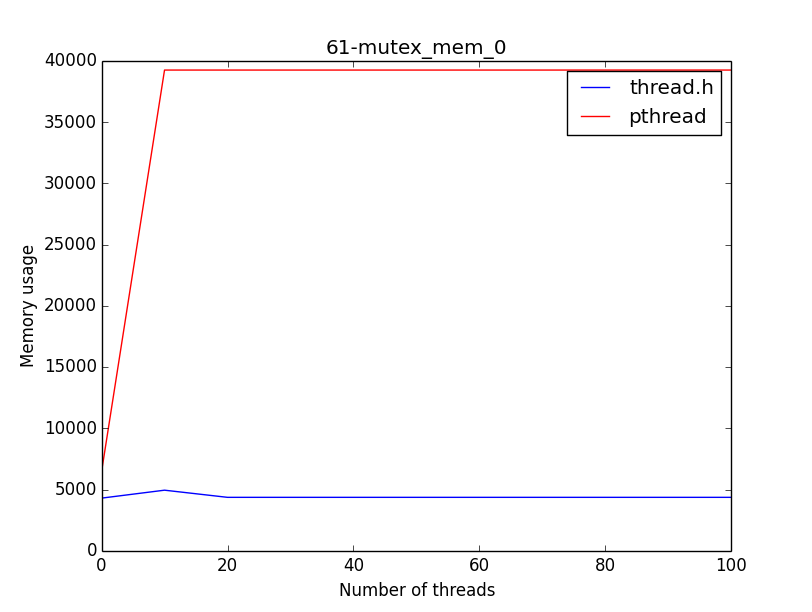 61-mutex_mem_0
40000
35000
30000
25000
20000
15000
10000
5000
0
Memory usage
thread.h
pthread
0 20 40 60 80 100
Number of threads